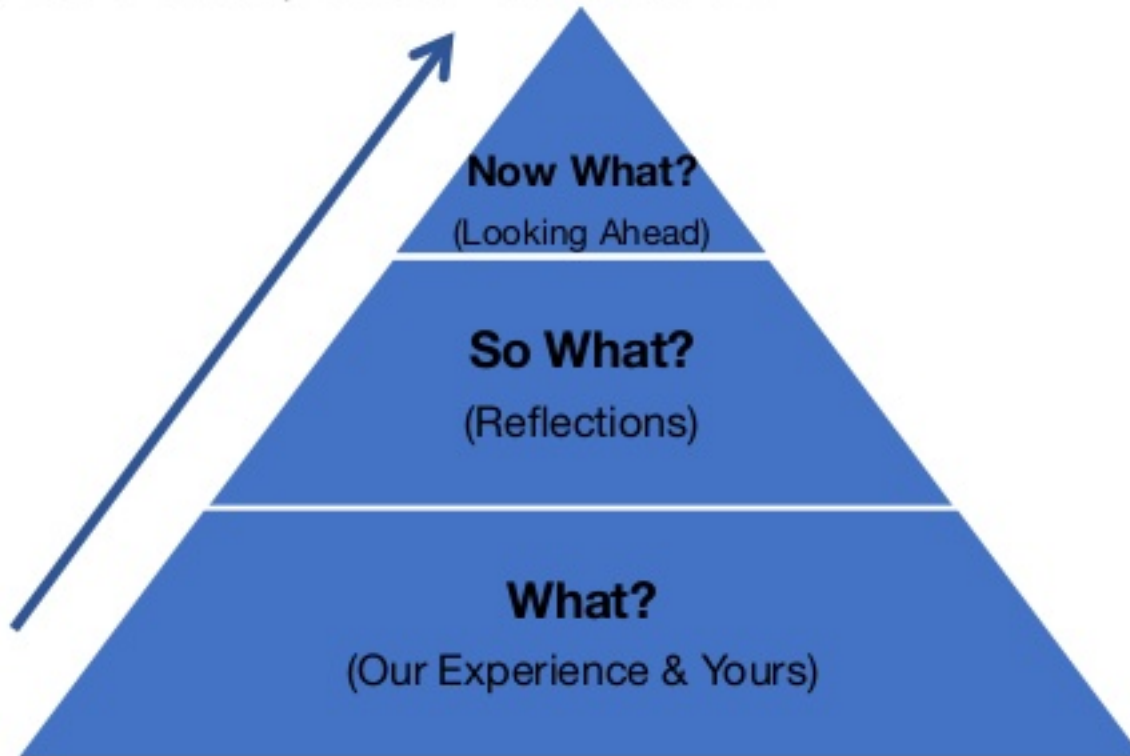 Now What?
(Looking Ahead)
So What?
(Reflections)
What?
(Our Experience & Yours)